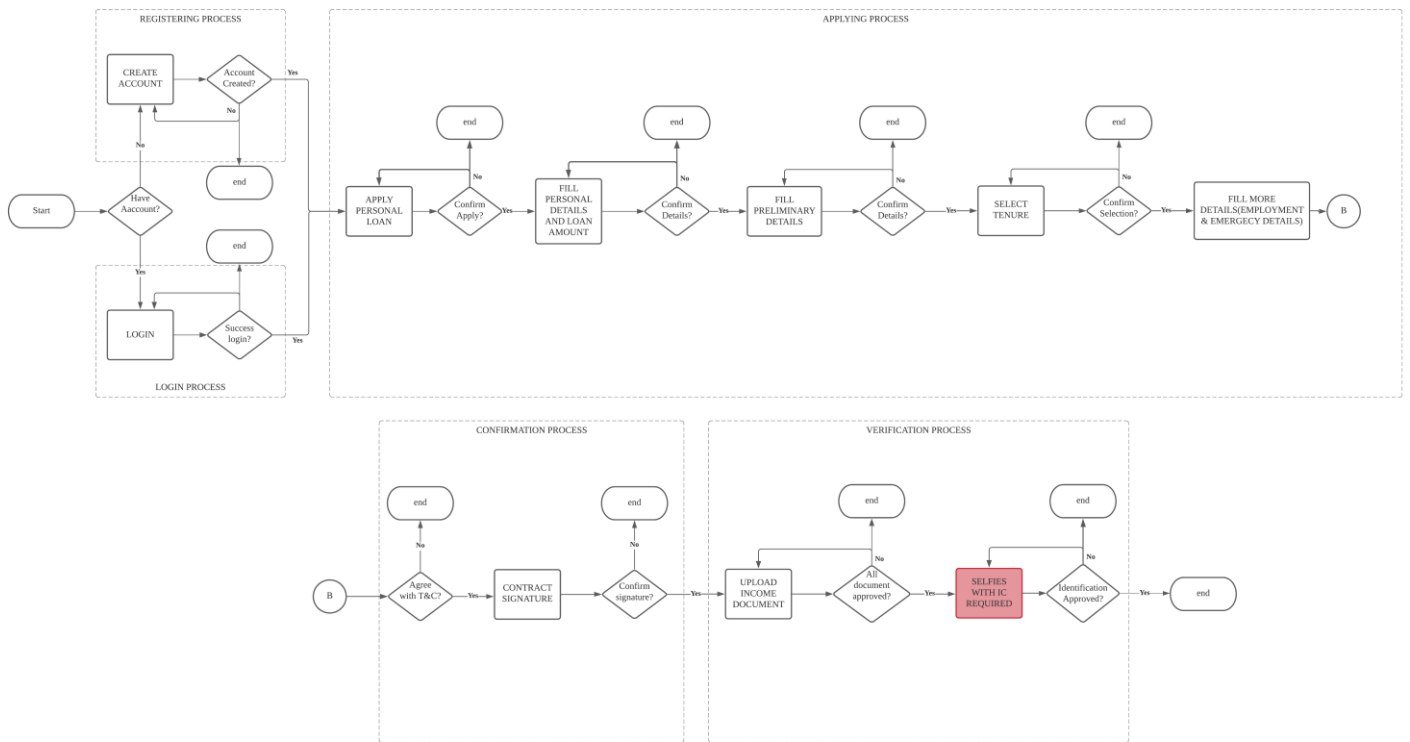 REGISTERING PROCESS
CREATE
ACCOUNT
Account
Created?
Yes
No
No
end
Start
Have
Aaccount?
Yes
end
LOGIN
Success
login?
Yes
LOGIN PROCESS
APPLYING PROCESS
end
APPLY
PERSONAL
LOAN
No
Confirm
Apply?
Yes
end
FILL
PERSONAL
DETAILS
AND LOAN
AMOUNT
No
Confirm
Details?
Yes
end
FILL
PRELIMINARY
DETAILS
No
Confirm
Details?
Yes
end
SELECT
TENURE
No
Confirm
Selection?
Yes
FILL MORE
DETAILS(EMPLOYMENT
& EMERGECY DETAILS)
B
CONFIRMATION PROCESS
B
end
No
Agree
with T&C?
Yes
CONTRACT
SIGNATURE
end
No
Confirm
signature?
Yes
VERIFICATION PROCESS
UPLOAD
INCOME
DOCUMENT
end
No
All
document
approved?
Yes
SELFIES
WITH IC
REQUIRED
end
No
Identification
Approved?
Yes
end